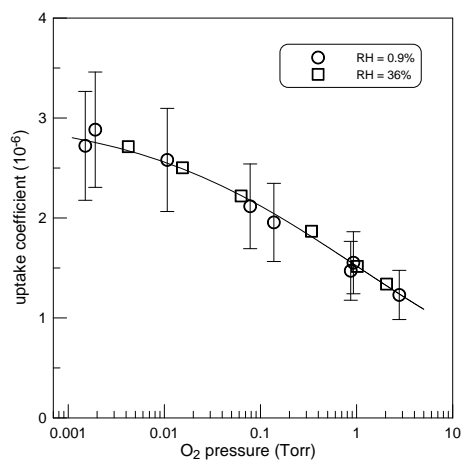 4
3
2
1
0
uptake coefficient (10⁻⁶)
RH = 0.9%
RH = 36%
0.001 0.01 0.1 1 10
O₂ pressure (Torr)